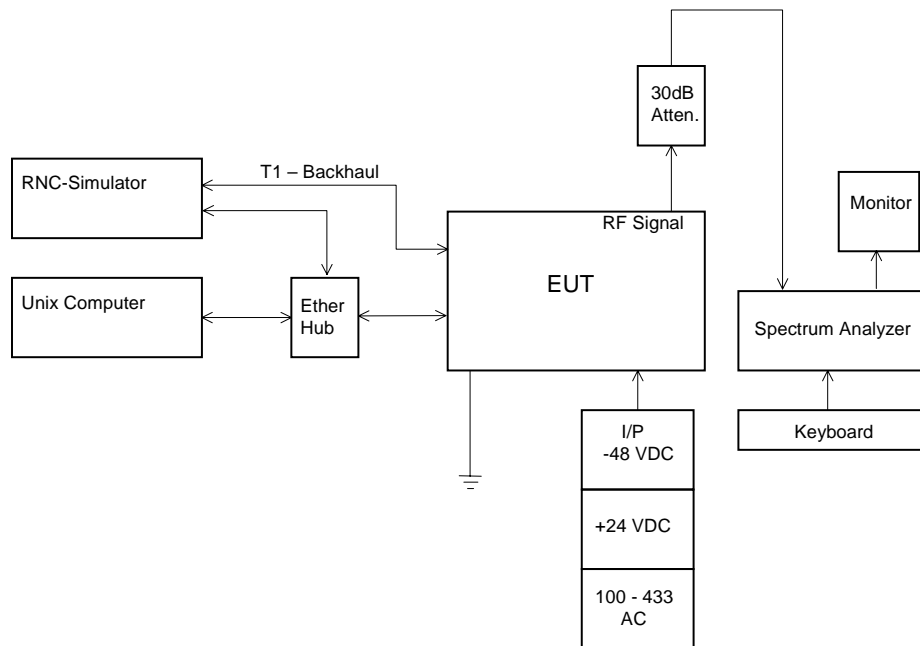 30dB
Atten.
RNC-Simulator
T1 – Backhaul
Monitor
RF Signal
EUT
Unix Computer
Ether
Hub
Spectrum Analyzer
I/P
-48 VDC
Keyboard
+24 VDC
100 - 433
AC